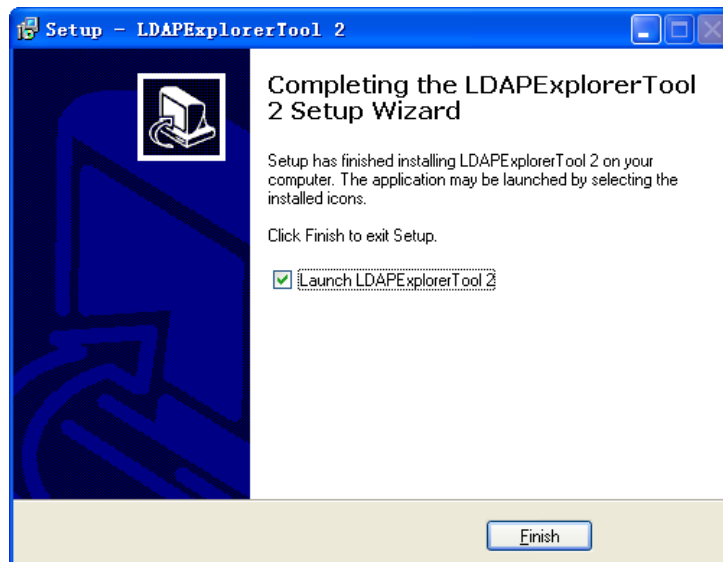 Setup - LDAPExplorerTool 2
Completing the LDAPExplorerTool
2 Setup Wizard
Setup has finished installing LDAPExplorerTool 2 on your
computer. The application may be launched by selecting the
installed icons.
Click Finish to exit Setup.
Launch LDAPExplorerTool 2
Finish